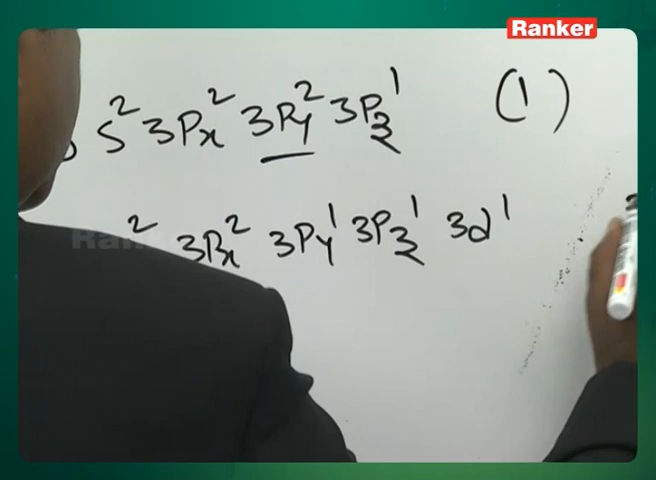 Ranker
S² 3Px² 3Py² 3Pz¹ (1)
² 3Px² 3Py¹ 3Pz¹ 3d¹